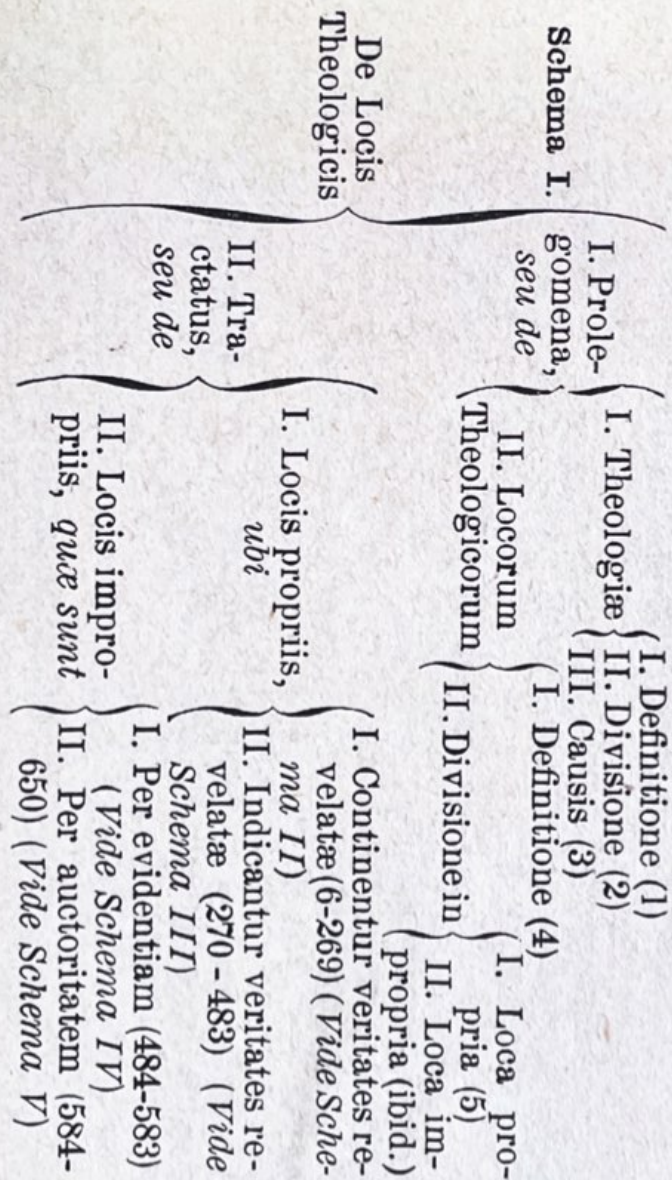 Schema I.
De Locis
Theologicis
I. Prole-
gomena,
seu de
I. Theologiæ
I. Definitione (1)
II. Divisione (2)
III. Causis (3)
II. Locorum
Theologicorum
I. Definitione (4)
II. Divisione in
I. Loca pro-
pria (5)
II. Loca im-
propria (ibid.)
II. Tra-
ctatus,
seu de
I. Locis propriis,
ubi
I. Continentur veritates re-
velatæ (6-269) (Vide Sche-
ma II)
II. Indicantur veritates re-
velatæ (270-483) (Vide
Schema III)
II. Locis impro-
priis, quæ sunt
I. Per evidentiam (484-583)
(Vide Schema IV)
II. Per auctoritatem (584-
650) (Vide Schema V)